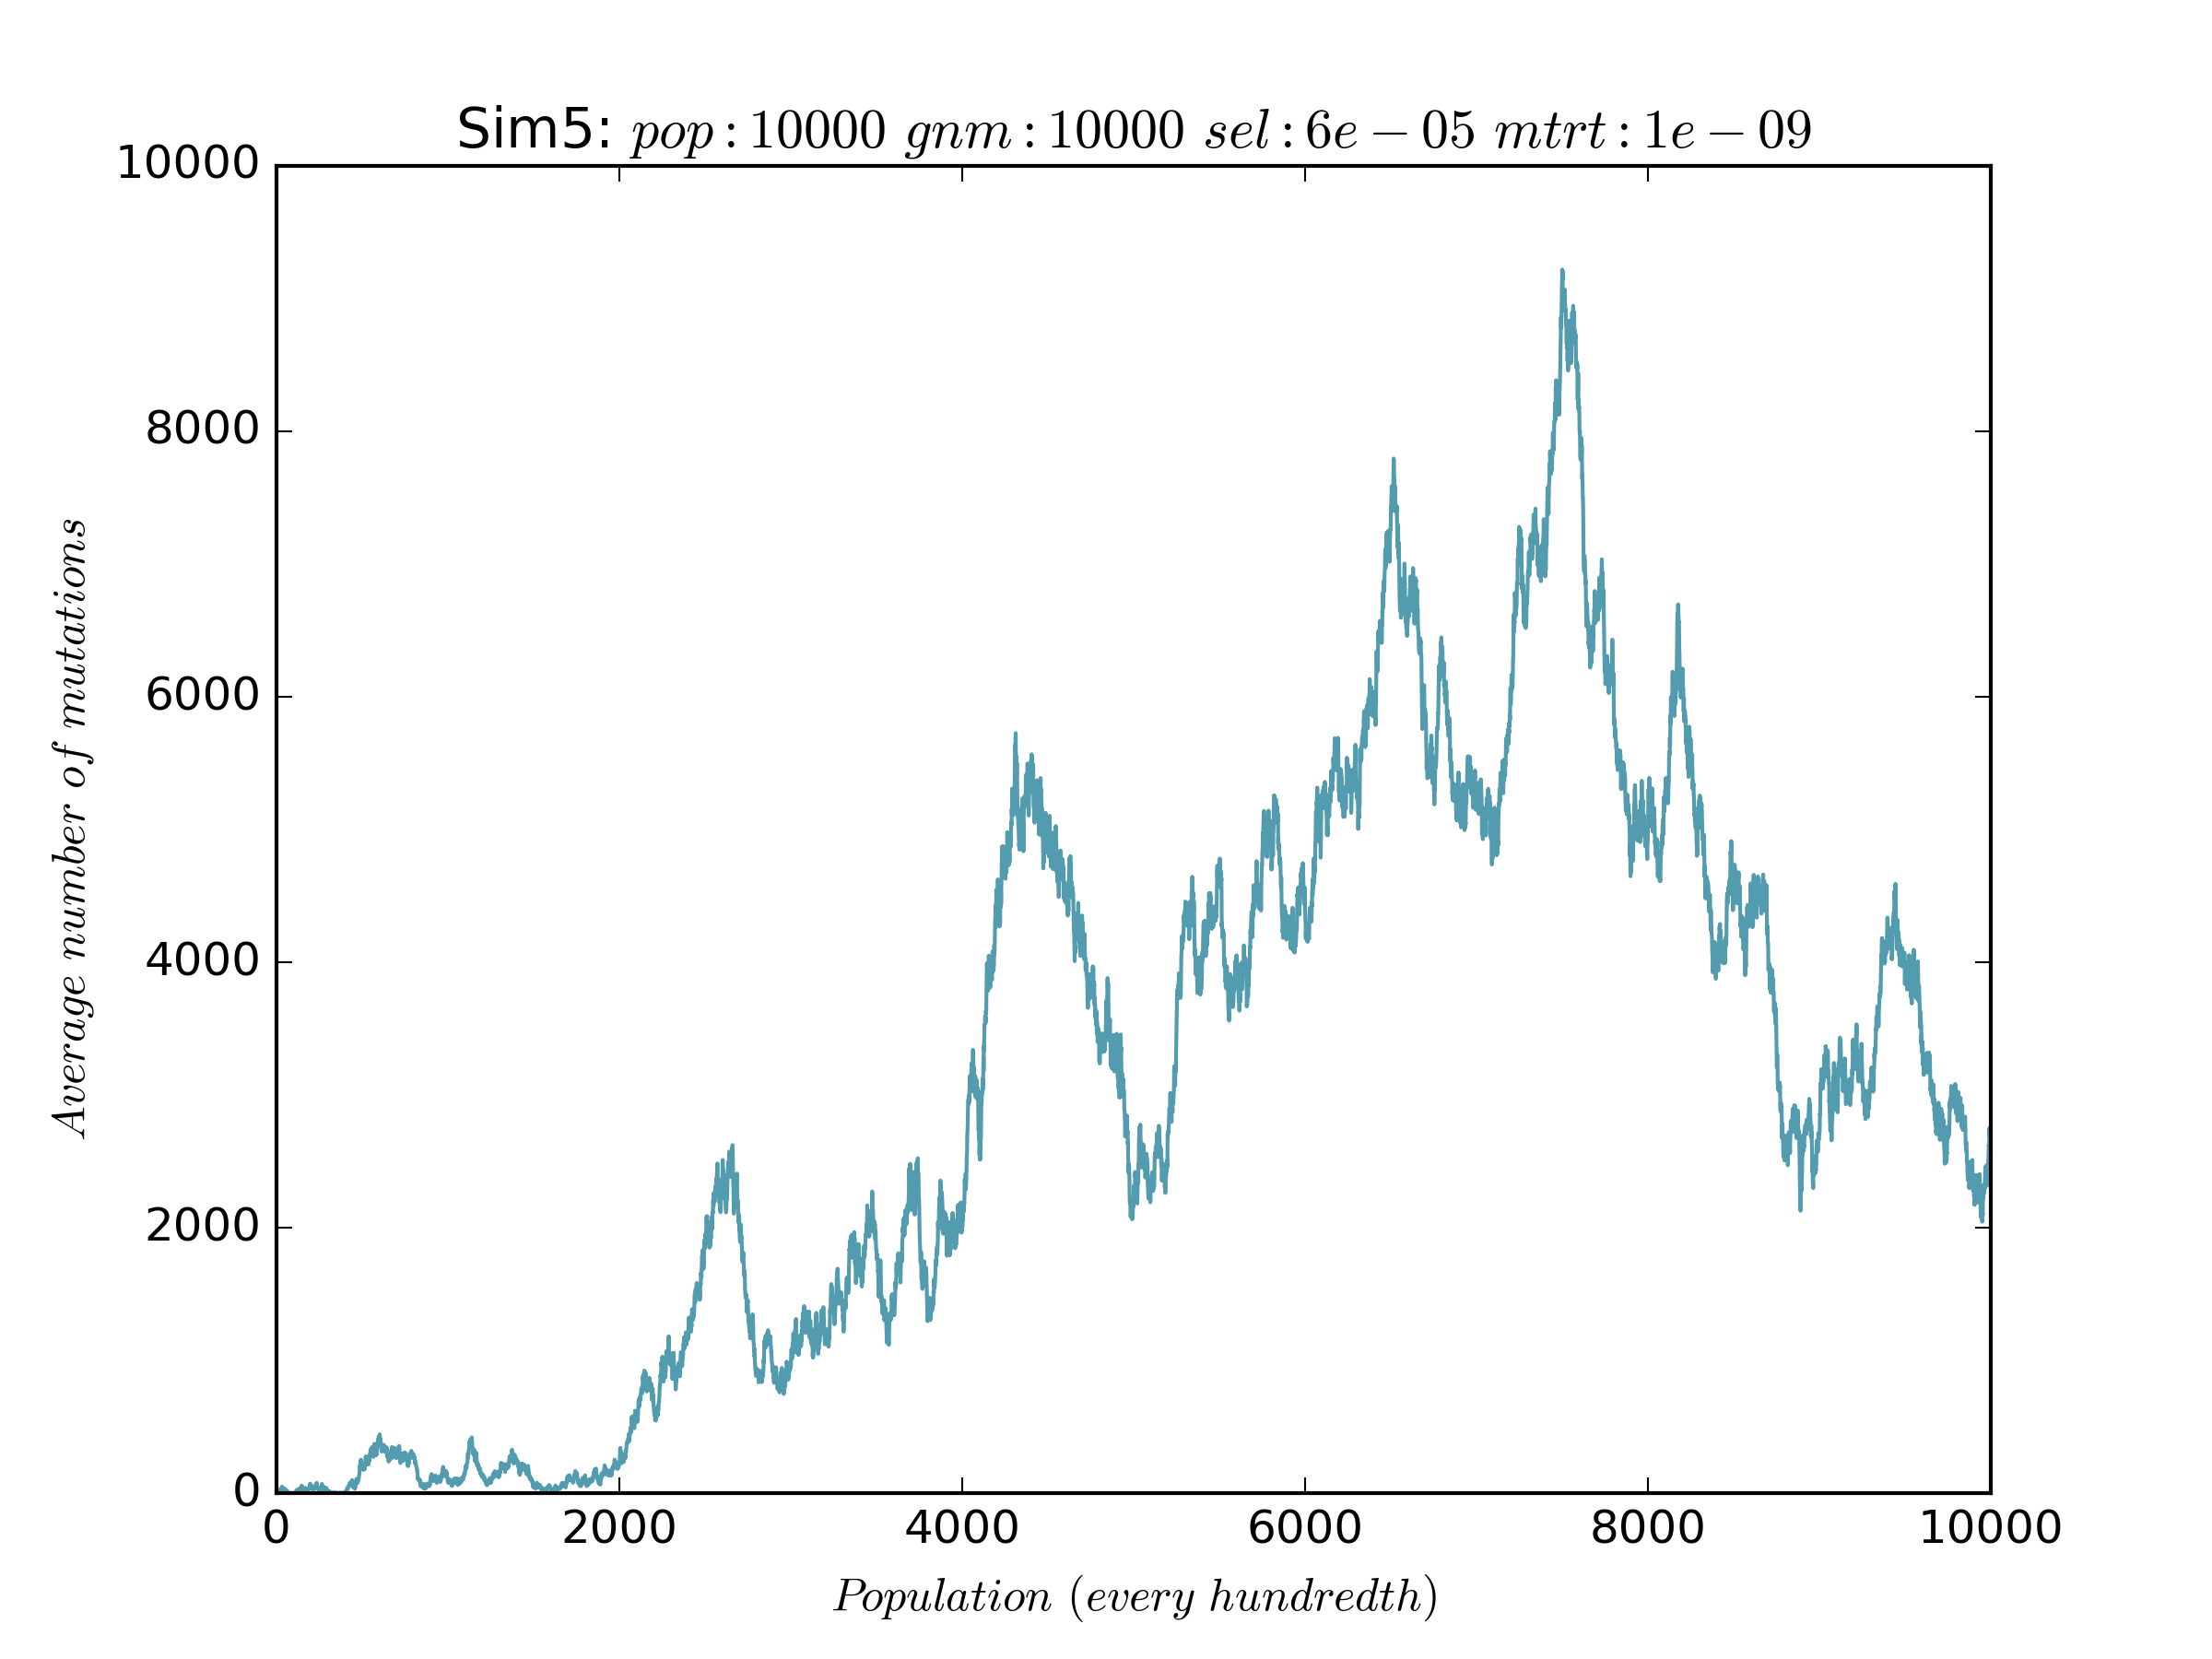 Sim5: pop : 10000 gnm : 10000 sel : 6e − 05 mtrt : 1e − 09
10000
8000
6000
4000
2000
0
Average number of mutations
0 2000 4000 6000 8000 10000
Population (every hundredth)